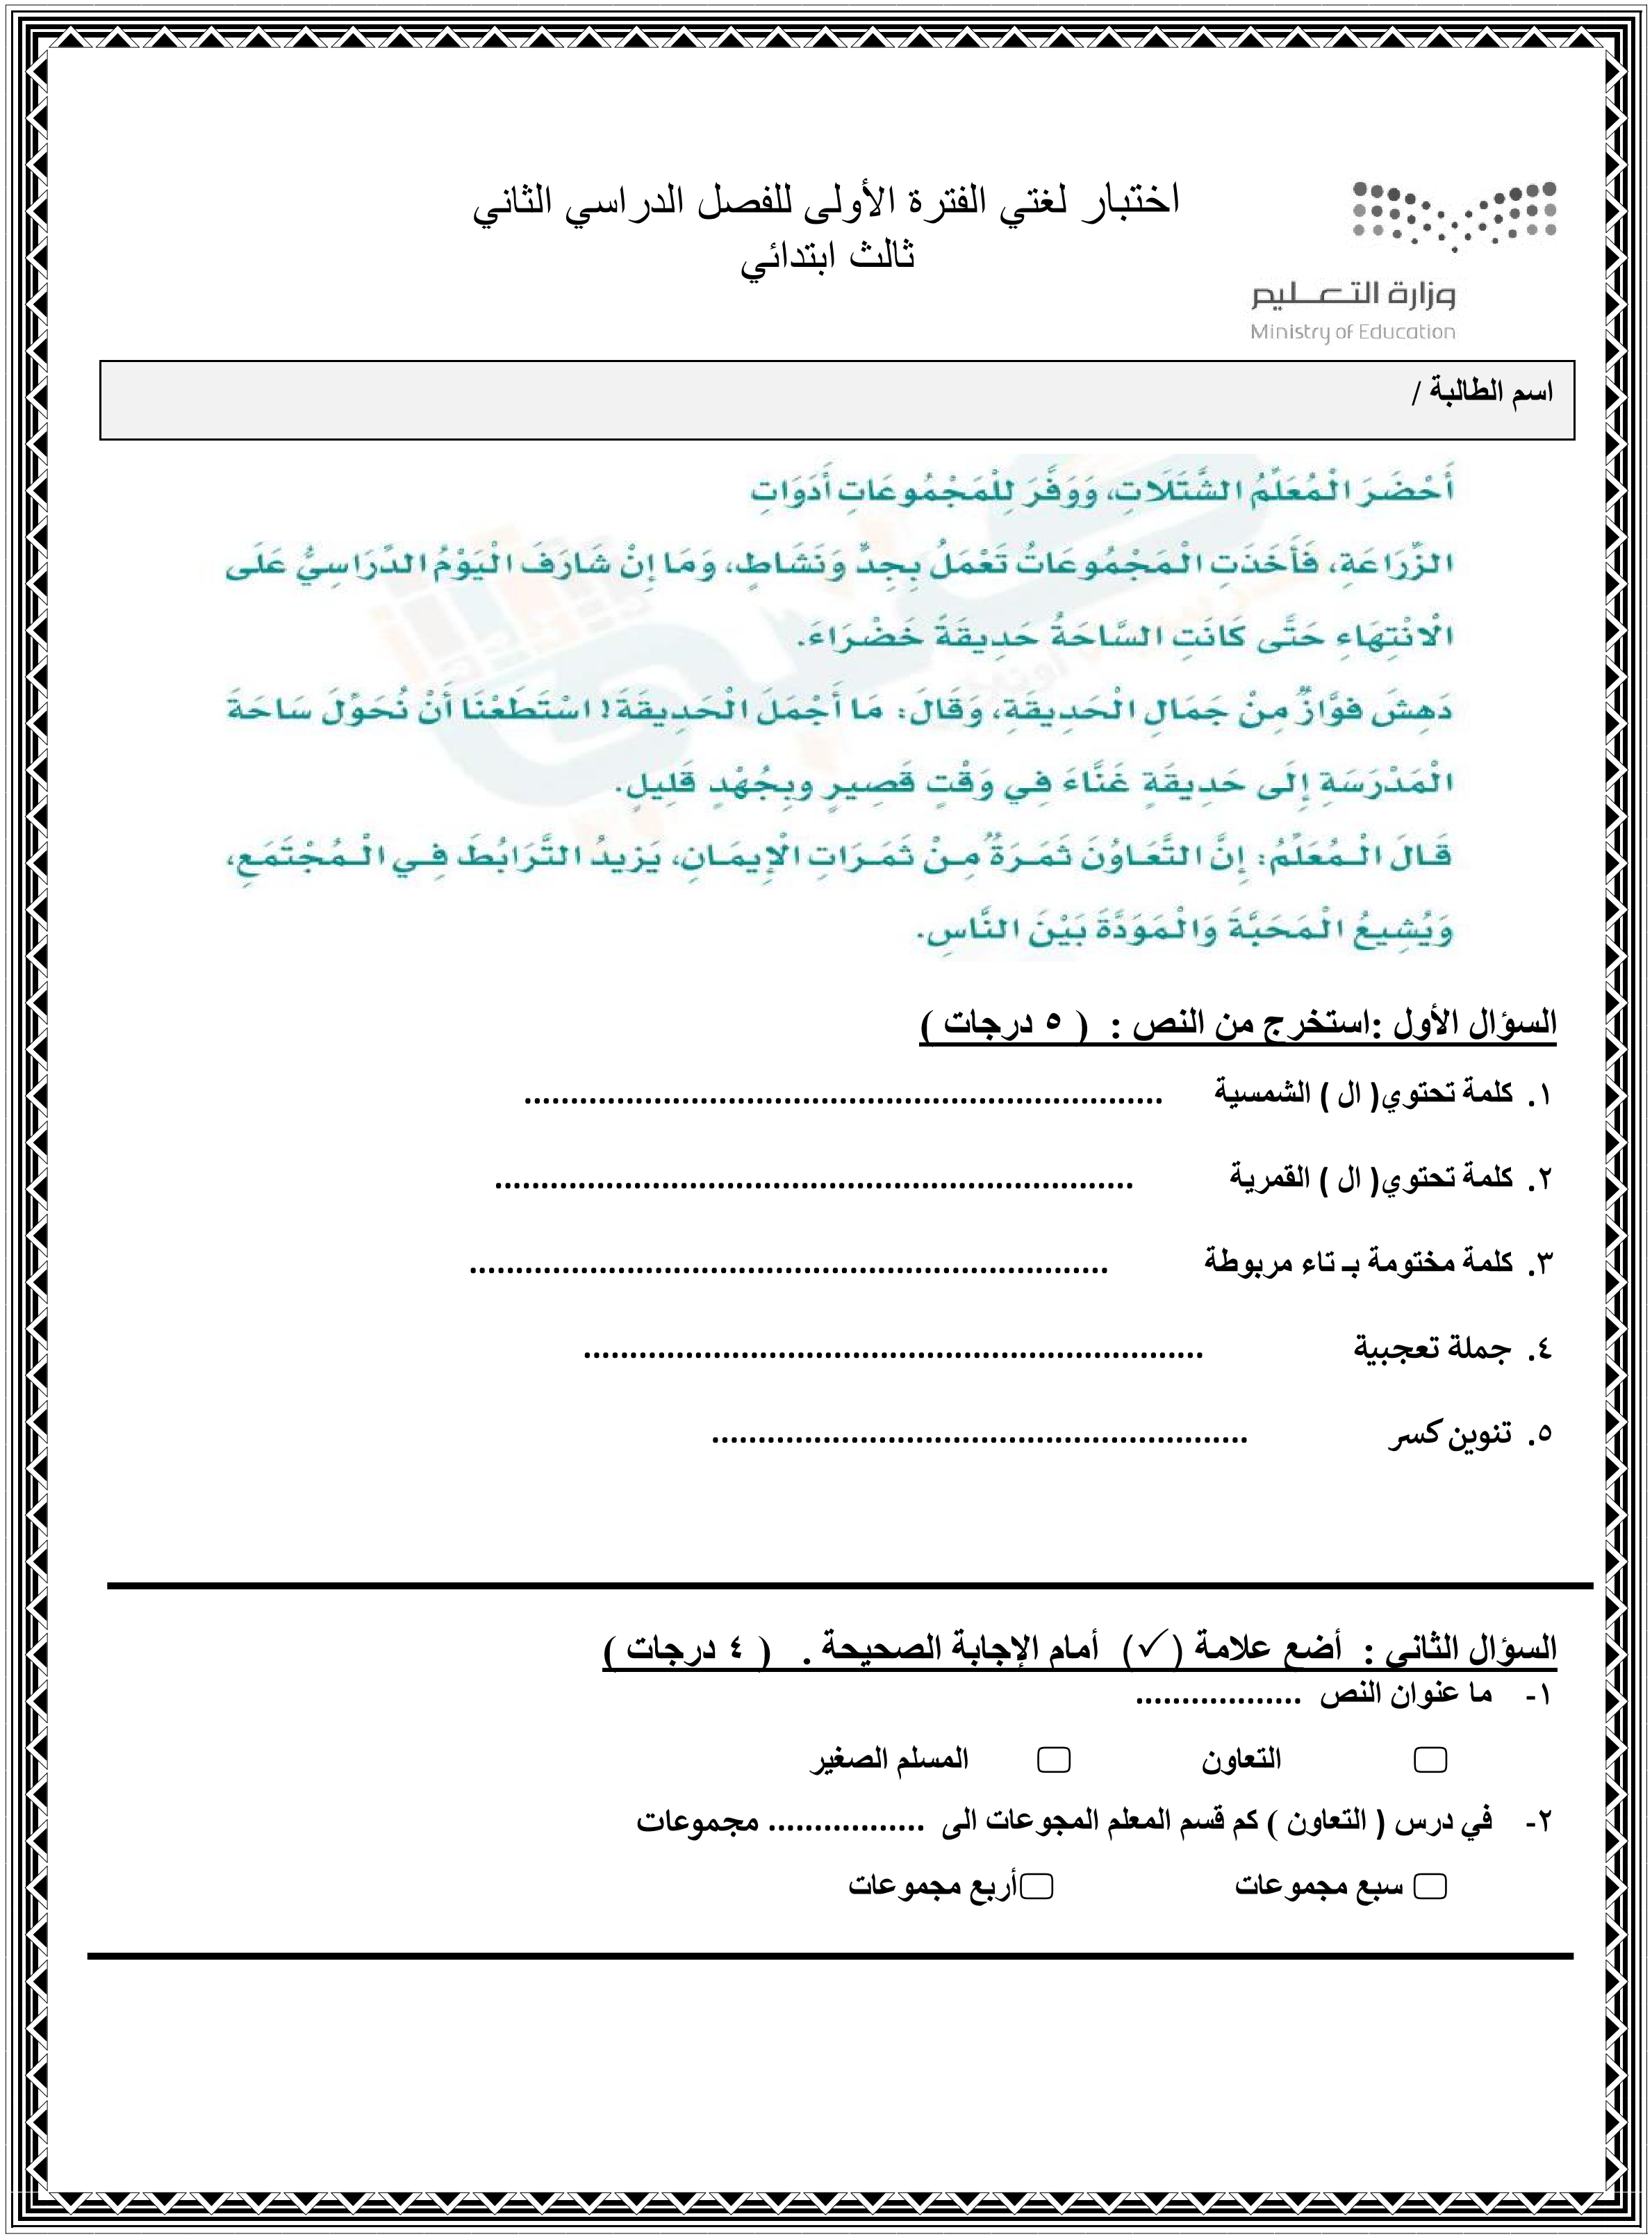 اختبار لغتي الفترة الأولى للفصل الدراسي الثاني
ثالث ابتدائي
وزارة التعليم
Ministry of Education
اسم الطالبة /
أَحْضَرَ الْمُعَلِّمُ الشَّتَلَاتِ، وَوَفَّرَ لِلْمَجْمُوعَاتِ أَدَوَاتِ
الزِّرَاعَةِ، فَأَخَذَتِ الْمَجْمُوعَاتُ تَعْمَلُ بِجِدٍّ وَنَشَاطٍ، وَمَا إِنْ شَارَفَ الْيَوْمُ الدِّرَاسِيُّ عَلَى
الْانْتِهَاءِ حَتَّى كَانَتِ السَّاحَةُ حَدِيقَةً خَضْرَاءَ.
دَهِشَ فوَّازٌ مِنْ جَمَالِ الْحَدِيقَةِ، وَقَالَ: مَا أَجْمَلَ الْحَدِيقَةَ! اسْتَطَعْنَا أَنْ نُحَوِّلَ سَاحَةَ
الْمَدْرَسَةِ إِلَى حَدِيقَةٍ غَنَّاءَ فِي وَقْتٍ قَصِيرٍ وبِجُهْدٍ قَلِيلٍ.
قَالَ الْمُعَلِّمُ: إِنَّ التَّعَاوُنَ ثَمَرَةٌ مِنْ ثَمَرَاتِ الْإِيمَانِ، يَزِيدُ التَّرَابُطَ فِي الْمُجْتَمَعِ،
وَيُشِيعُ الْمَحَبَّةَ وَالْمَوَدَّةَ بَيْنَ النَّاسِ.
السؤال الأول :استخرج من النص : ( ٥ درجات )
١. كلمة تحتوي( ال ) الشمسية .....................................................................
٢. كلمة تحتوي( ال ) القمرية .....................................................................
٣. كلمة مختومة بـ تاء مربوطة .....................................................................
٤. جملة تعجبية ...................................................................
٥. تنوين كسر ..........................................................
السؤال الثاني : أضع علامة (✓) أمام الإجابة الصحيحة . ( ٤ درجات )
١- ما عنوان النص ..................
التعاون المسلم الصغير
٢- في درس ( التعاون ) كم قسم المعلم المجوعات الى ................. مجموعات
سبع مجموعات أربع مجموعات